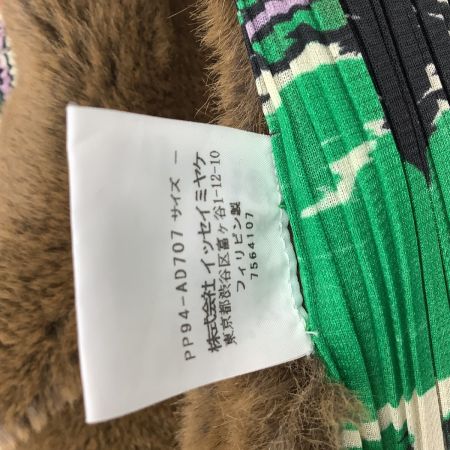 PP94-AD707 サイズ ー
株式会社 イッセイミヤケ
東京都渋谷区富ヶ谷1-12-10
フィリピン製
7564107